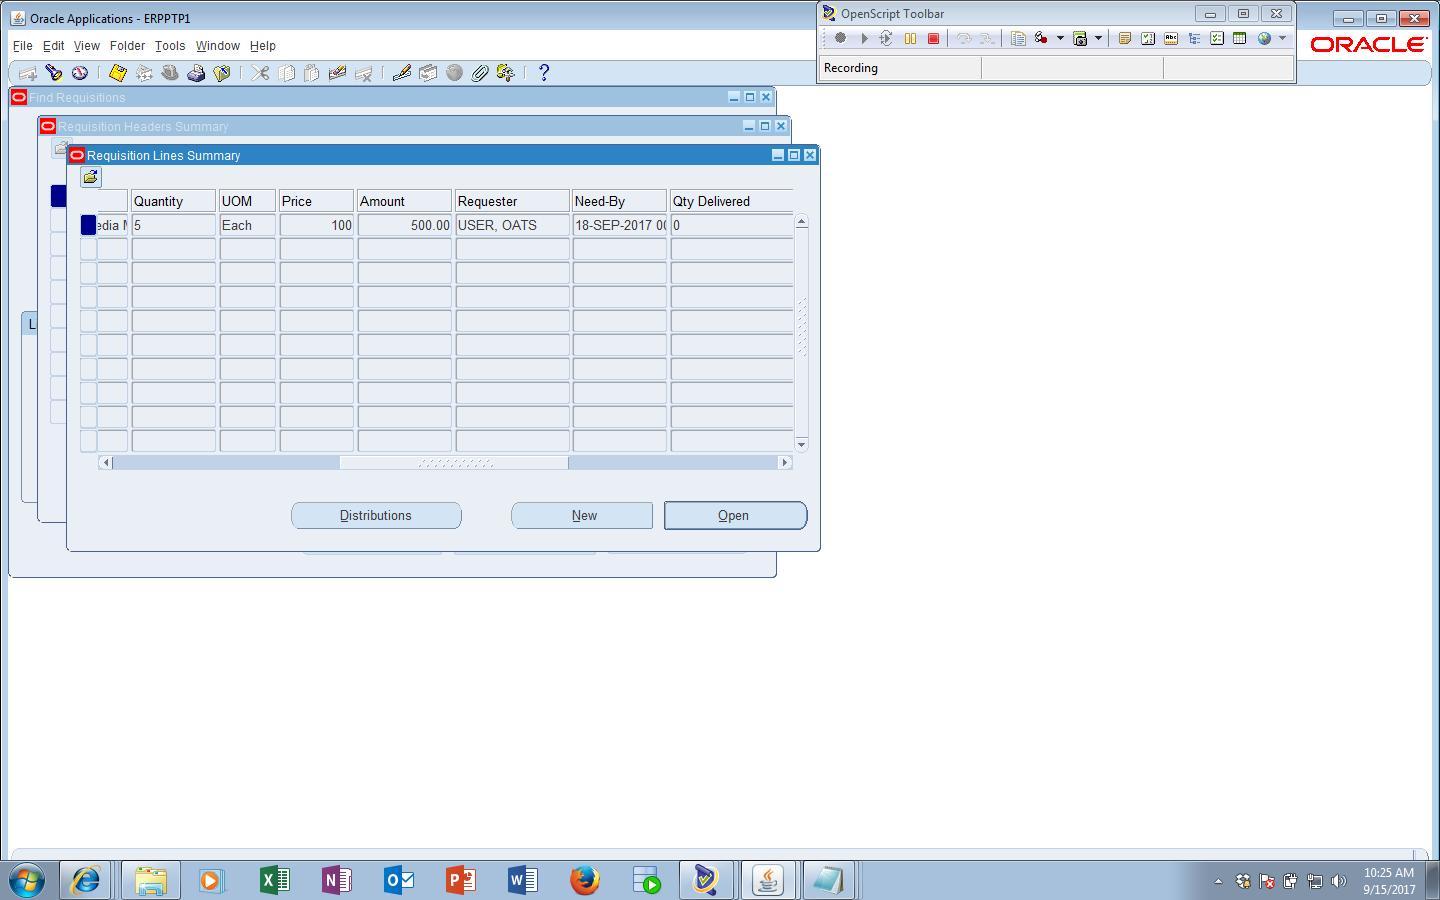 Oracle Applications - ERPPTP1
OpenScript Toolbar
File Edit View Folder Tools Window Help
ORACLE
Recording
Find Requisitions
Requisition Headers Summary
Requisition Lines Summary
Quantity UOM Price Amount Requester Need-By Qty Delivered
5 Each 100 500.00 USER, OATS 18-SEP-2017 0
Distributions New Open
10:25 AM
9/15/2017